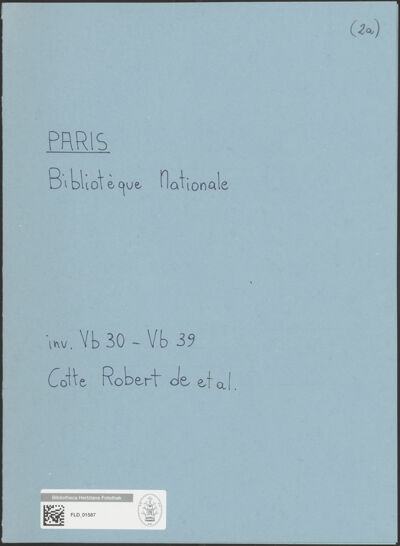 (2a)
PARIS
Bibliotèque Nationale
inv. Vb 30 - Vb 39
Cotte Robert de et al.
Bibliotheca Hertziana Fotothek
FLD_01587